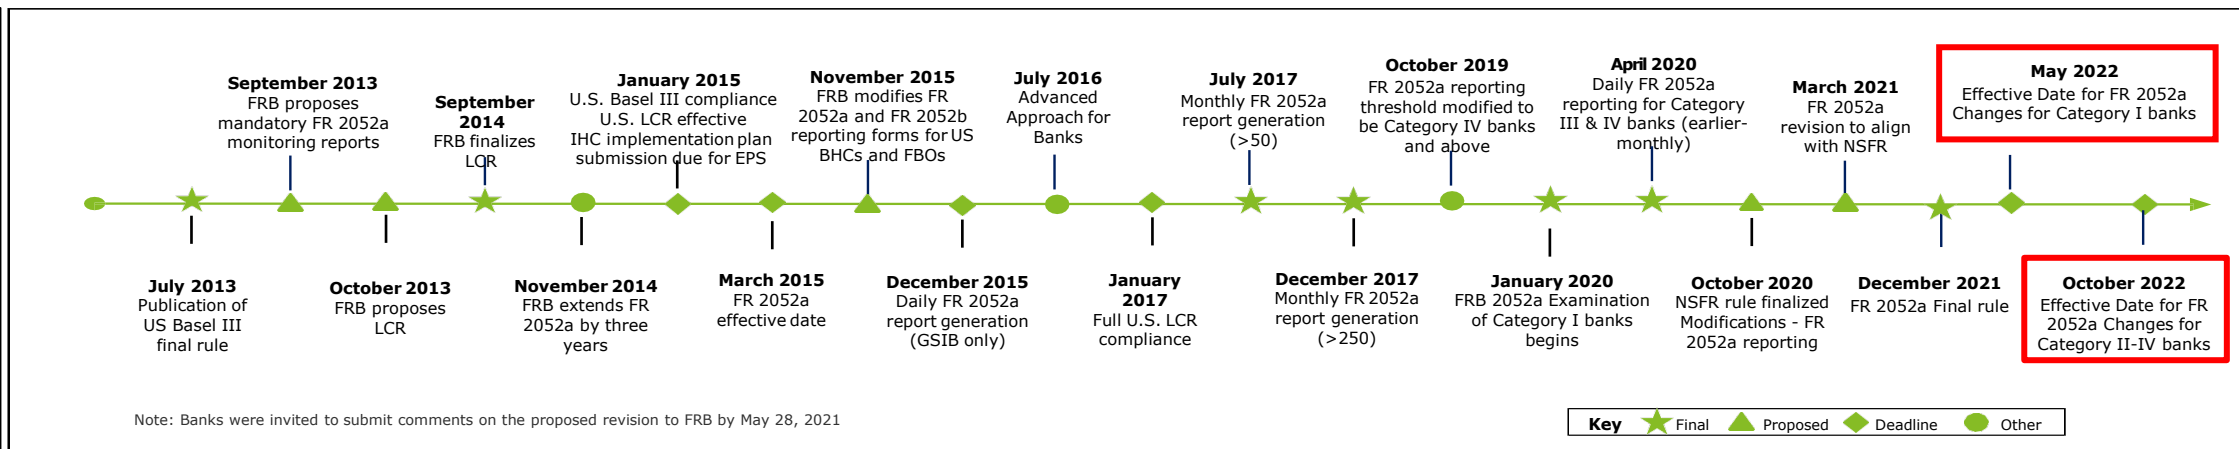 September 2013
FRB proposes
mandatory FR 2052a
monitoring reports
September
2014
FRB finalizes
LCR
January 2015
U.S. Basel III compliance
U.S. LCR effective
IHC implementation plan
submission due for EPS
November 2015
FRB modifies FR
2052a and FR 2052b
reporting forms for US
BHCs and FBOs
July 2016
Advanced
Approach for
Banks
July 2017
Monthly FR 2052a
report generation
(>50)
October 2019
FR 2052a reporting
threshold modified to
be Category IV banks
and above
April 2020
Daily FR 2052a
reporting for Category
III & IV banks (earlier-
monthly)
March 2021
FR 2052a
revision to align
with NSFR
May 2022
Effective Date for FR 2052a
Changes for Category I banks
July 2013
Publication of
US Basel III
final rule
October 2013
FRB proposes
LCR
November 2014
FRB extends FR
2052a by three
years
March 2015
FR 2052a
effective date
December 2015
Daily FR 2052a
report generation
(GSIB only)
January
2017
Full U.S. LCR
compliance
December 2017
Monthly FR 2052a
report generation
(>250)
January 2020
FRB 2052a Examination
of Category I banks
begins
October 2020
NSFR rule finalized
Modifications - FR
2052a reporting
December 2021
FR 2052a Final rule
October 2022
Effective Date for FR
2052a Changes for
Category II-IV banks
Note: Banks were invited to submit comments on the proposed revision to FRB by May 28, 2021
Key Final Proposed Deadline Other